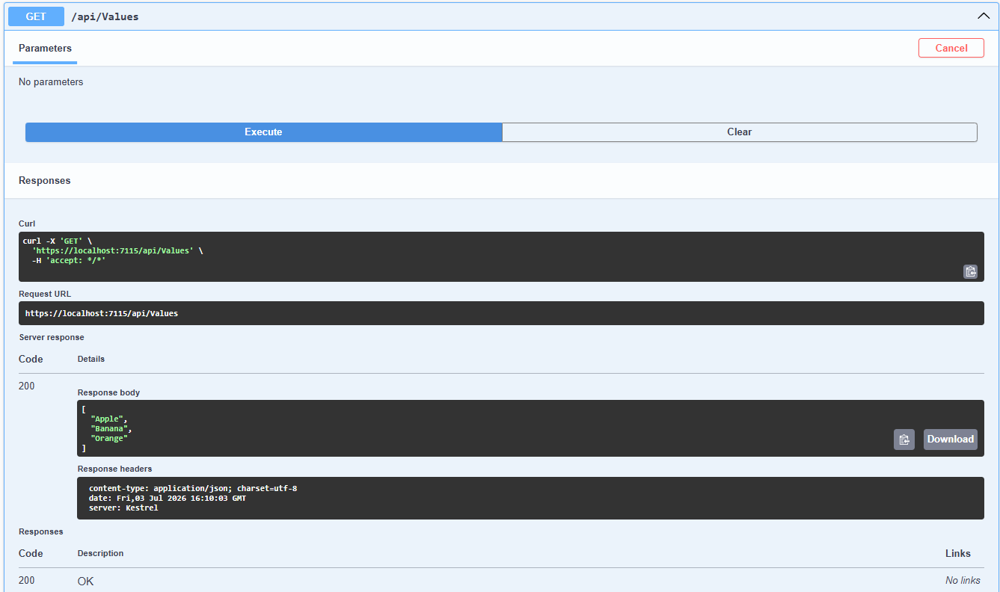 GET /api/Values
Parameters
Cancel
No parameters
Execute
Clear
Responses
Curl
curl -X 'GET' \
  'https://localhost:7115/api/Values' \
  -H 'accept: */*'
Request URL
https://localhost:7115/api/Values
Server response
Code Details
200
Response body
[
  "Apple",
  "Banana",
  "Orange"
]
Download
Response headers
content-type: application/json; charset=utf-8
date: Fri,03 Jul 2026 16:10:03 GMT
server: Kestrel
Responses
Code Description Links
200 OK No links